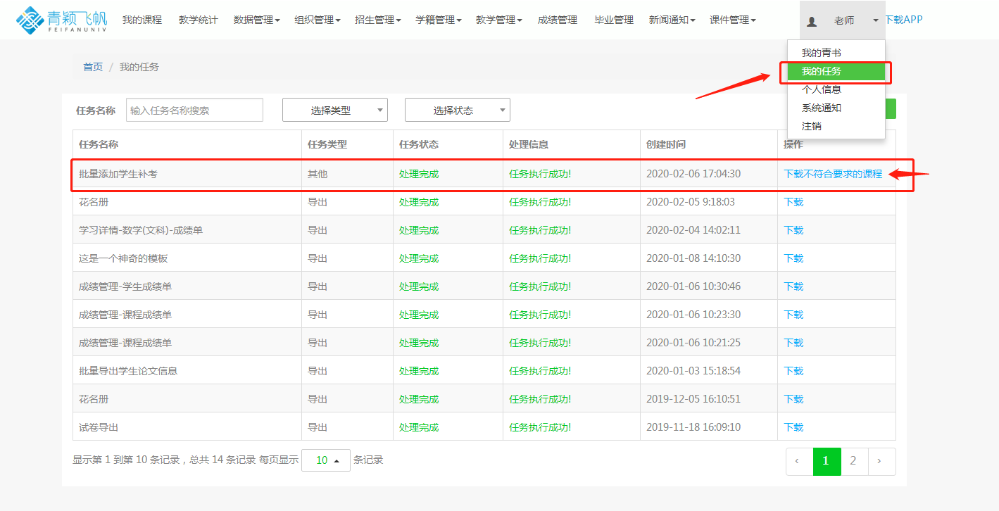 青颖飞帆 我的课程 教学统计 数据管理 组织管理 招生管理 学籍管理 教学管理 成绩管理 毕业管理 新闻通知 课件管理 老师 下载APP
FEIFANUNIV
我的青书
首页 / 我的任务
我的任务
个人信息
系统通知
注销
任务名称 输入任务名称搜索 选择类型 选择状态
任务名称 任务类型 任务状态 处理信息 创建时间 操作
批量添加学生补考 其他 处理完成 任务执行成功! 2020-02-06 17:04:30 下载不符合要求的课程
花名册 导出 处理完成 任务执行成功! 2020-02-05 9:18:03 下载
学习详情-数学(文科)-成绩单 导出 处理完成 任务执行成功! 2020-02-04 14:02:11 下载
这是一个神奇的模板 导出 处理完成 任务执行成功! 2020-01-08 14:10:30 下载
成绩管理-学生成绩单 导出 处理完成 任务执行成功! 2020-01-06 10:30:46 下载
成绩管理-课程成绩单 导出 处理完成 任务执行成功! 2020-01-06 10:23:30 下载
成绩管理-课程成绩单 导出 处理完成 任务执行成功! 2020-01-06 10:21:25 下载
批量导出学生论文信息 导出 处理完成 任务执行成功! 2020-01-03 15:18:54 下载
花名册 导出 处理完成 任务执行成功! 2019-12-05 16:10:51 下载
试卷导出 导出 处理完成 任务执行成功! 2019-11-18 16:09:10 下载
显示第 1 到第 10 条记录，总共 14 条记录 每页显示 10 条记录 ‹ 1 2 ›